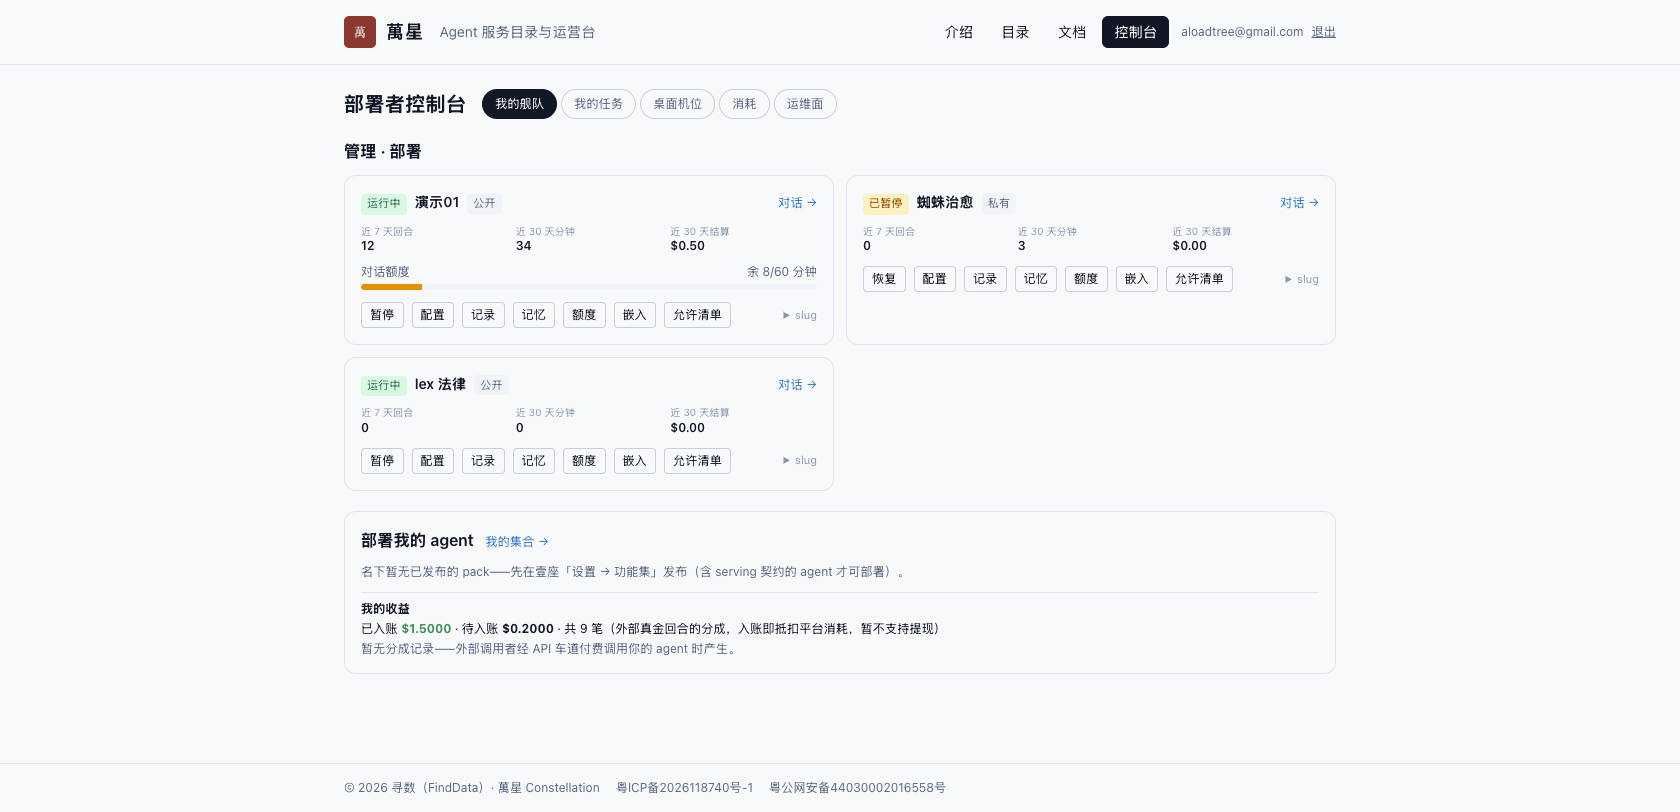 萬 萬星 Agent 服务目录与运营台 介绍 目录 文档 控制台 aloadtree@gmail.com 退出
部署者控制台 我的舰队 我的任务 桌面机位 消耗 运维面
管理 · 部署
运行中 演示01 公开 对话 →
近 7 天回合 近 30 天分钟 近 30 天结算
12 34 $0.50
对话额度 余 8/60 分钟
暂停 配置 记录 记忆 额度 嵌入 允许清单 ▶ slug
已暂停 蜘蛛治愈 私有 对话 →
近 7 天回合 近 30 天分钟 近 30 天结算
0 3 $0.00
恢复 配置 记录 记忆 额度 嵌入 允许清单 ▶ slug
运行中 lex 法律 公开 对话 →
近 7 天回合 近 30 天分钟 近 30 天结算
0 0 $0.00
暂停 配置 记录 记忆 额度 嵌入 允许清单 ▶ slug
部署我的 agent 我的集合 →
名下暂无已发布的 pack——先在壹座「设置 → 功能集」发布（含 serving 契约的 agent 才可部署）。
我的收益
已入账 $1.5000 · 待入账 $0.2000 · 共 9 笔（外部真金回合的分成，入账即抵扣平台消耗，暂不支持提现）
暂无分成记录——外部调用者经 API 车道付费调用你的 agent 时产生。
© 2026 寻数（FindData）· 萬星 Constellation 粤ICP备2026118740号-1 粤公网安备44030002016558号